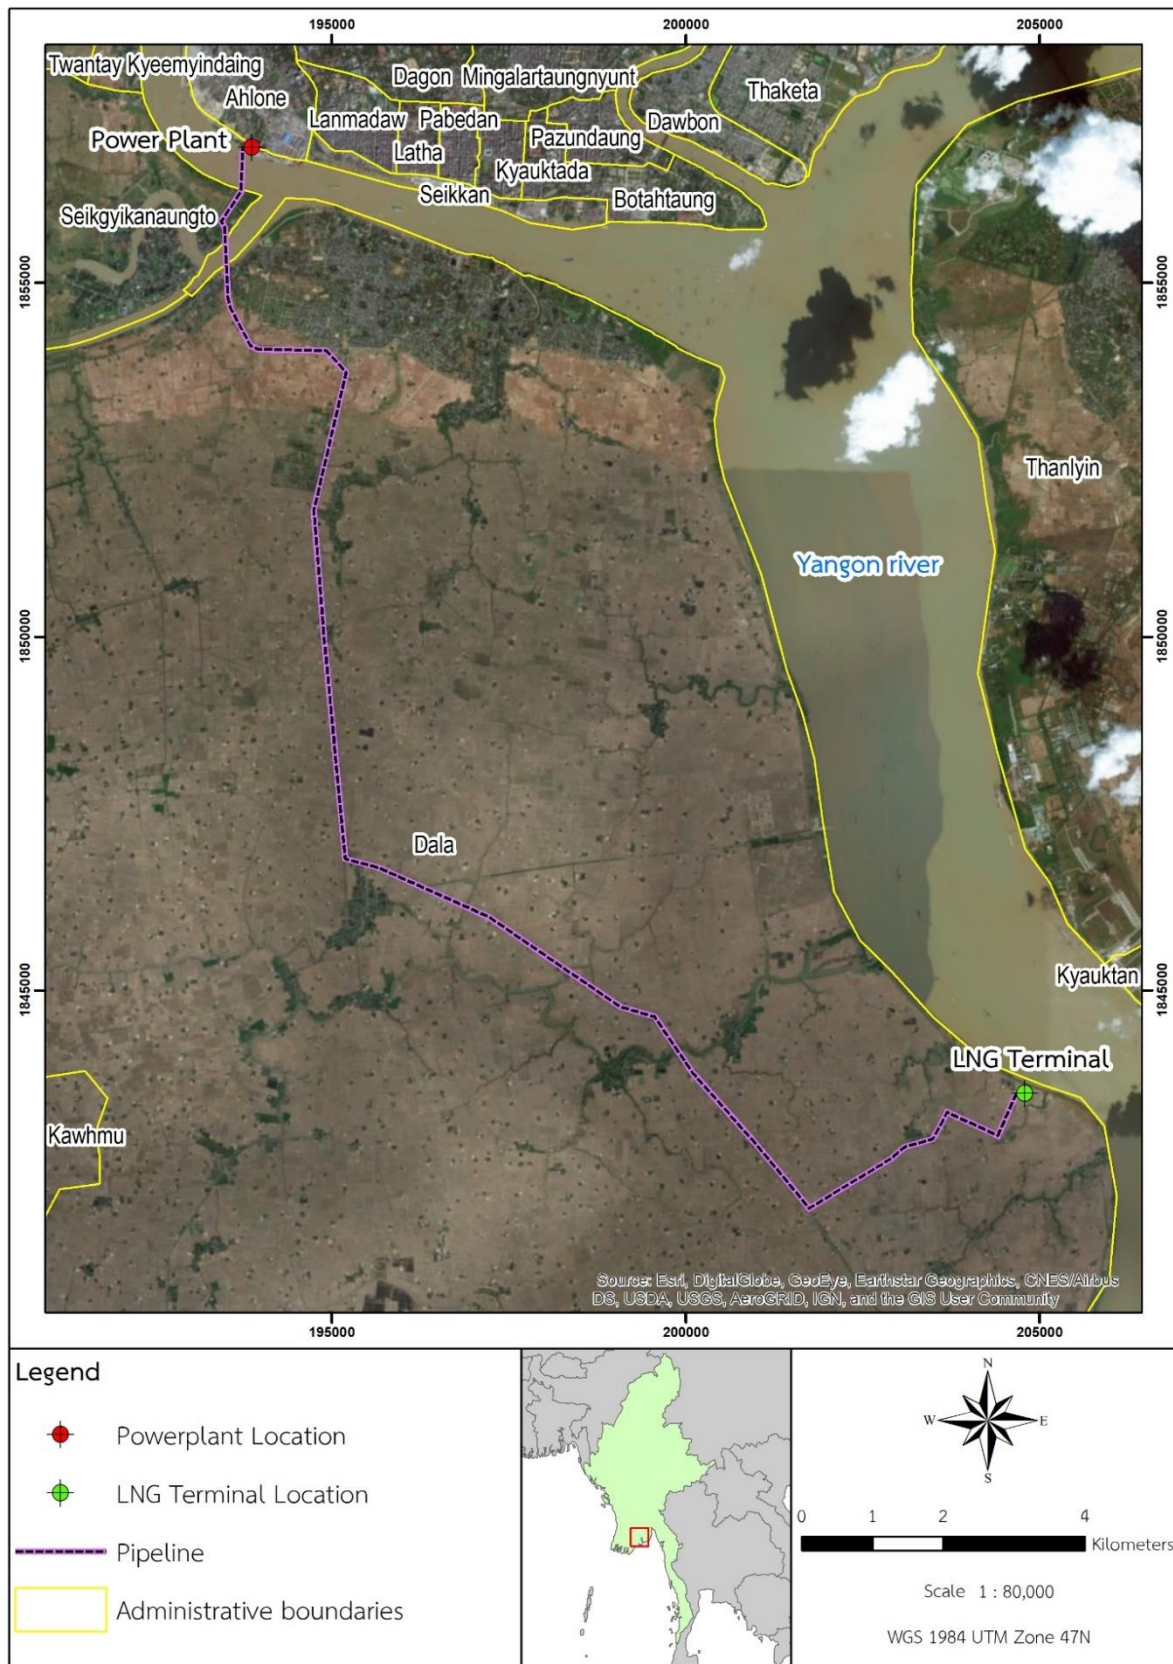 195000 200000 205000
Twantay Kyeemyindaing
Dagon Mingalartaungnyunt
Thaketa
Ahlone
Lanmadaw Pabedan
Dawbon
Power Plant
Pazundaung
Latha
Kyauktada
Seikkan
Botahtaung
Seikgyikanaungto
1855000
1855000
Thanlyin
Yangon river
1850000
1850000
Dala
Kyauktan
1845000
1845000
LNG Terminal
Kawhmu
Source: Esri, DigitalGlobe, GeoEye, Earthstar Geographics, CNES/Airbus
DS, USDA, USGS, AeroGRID, IGN, and the GIS User Community
195000 200000 205000
Legend
Powerplant Location
LNG Terminal Location
Pipeline
Administrative boundaries
N
W E
S
0 1 2 4
Kilometers
Scale 1 : 80,000
WGS 1984 UTM Zone 47N